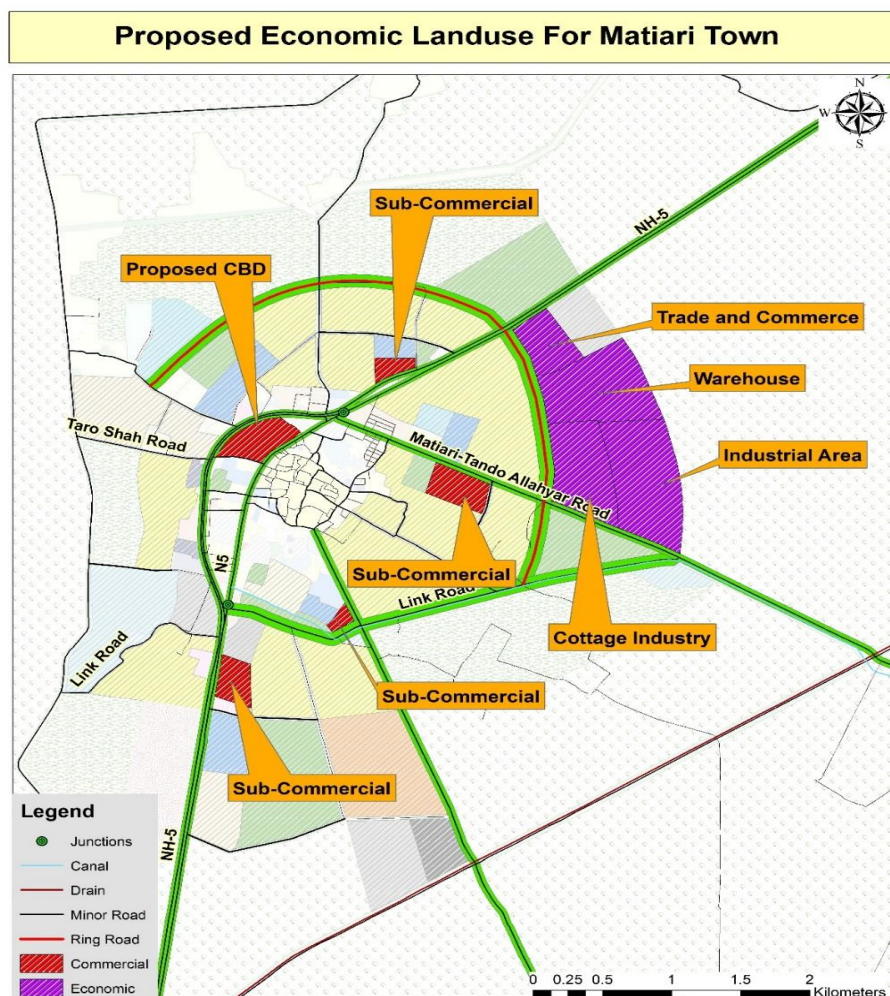 Proposed Economic Landuse For Matiari Town
N
W
E
S
Sub-Commercial
NH-5
Proposed CBD
Trade and Commerce
Warehouse
Taro Shah Road
Matiari-Tando Allahyar Road
Industrial Area
Sub-Commercial
N5
Link Road
Cottage Industry
Link Road
Sub-Commercial
Sub-Commercial
NH-5
Legend
Junctions
Canal
Drain
Minor Road
Ring Road
Commercial
Economic
0 0.25 0.5 1 1.5 2
Kilometers